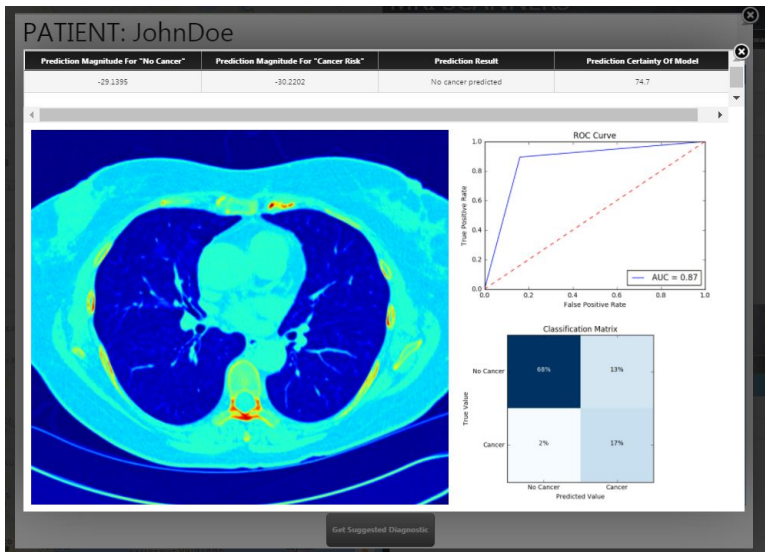 MRI SCANNERS
PATIENT: JohnDoe
Prediction Magnitude For "No Cancer" Prediction Magnitude For "Cancer Risk" Prediction Result Prediction Certainty Of Model
-29.1395 -30.2202 No cancer predicted 74.7
ROC Curve
1.0
0.8
0.6
0.4
0.2
0.0
True Positive Rate
AUC = 0.87
0.0 0.2 0.4 0.6 0.8 1.0
False Positive Rate
Classification Matrix
No Cancer 68% 13%
True Value
Cancer 2% 17%
No Cancer Cancer
Predicted Value
Get Suggested Diagnostic